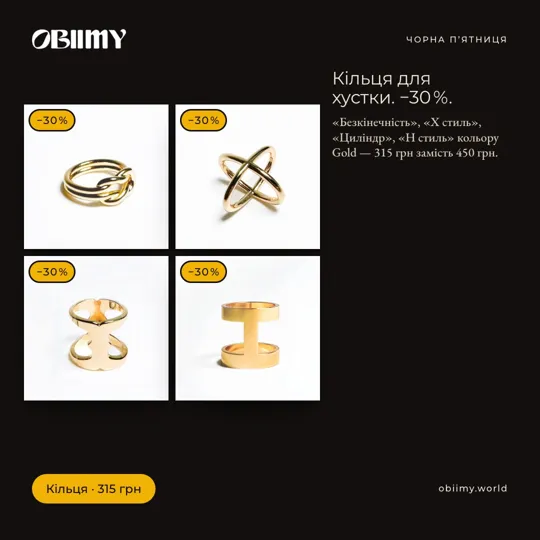 OBIIMY
ЧОРНА П'ЯТНИЦЯ
Кільця для
хустки. −30 %.
«Безкінечність», «X стиль»,
«Циліндр», «Н стиль» кольору
Gold — 315 грн замість 450 грн.
−30 %
−30 %
−30 %
−30 %
Кільця · 315 грн
obiimy.world